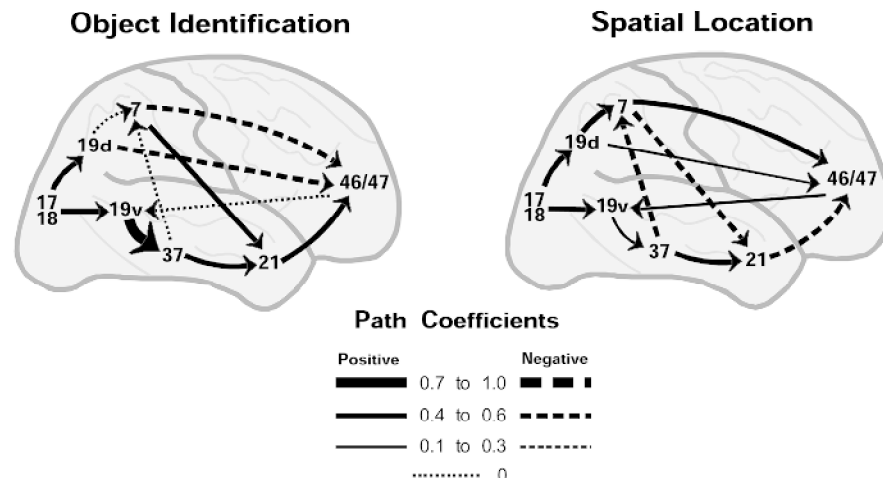 Object Identification
Spatial Location
7
19d
17
18
19v
46/47
37
21
7
19d
17
18
19v
46/47
37
21
Path Coefficients
Positive Negative
0.7 to 1.0
0.4 to 0.6
0.1 to 0.3
0